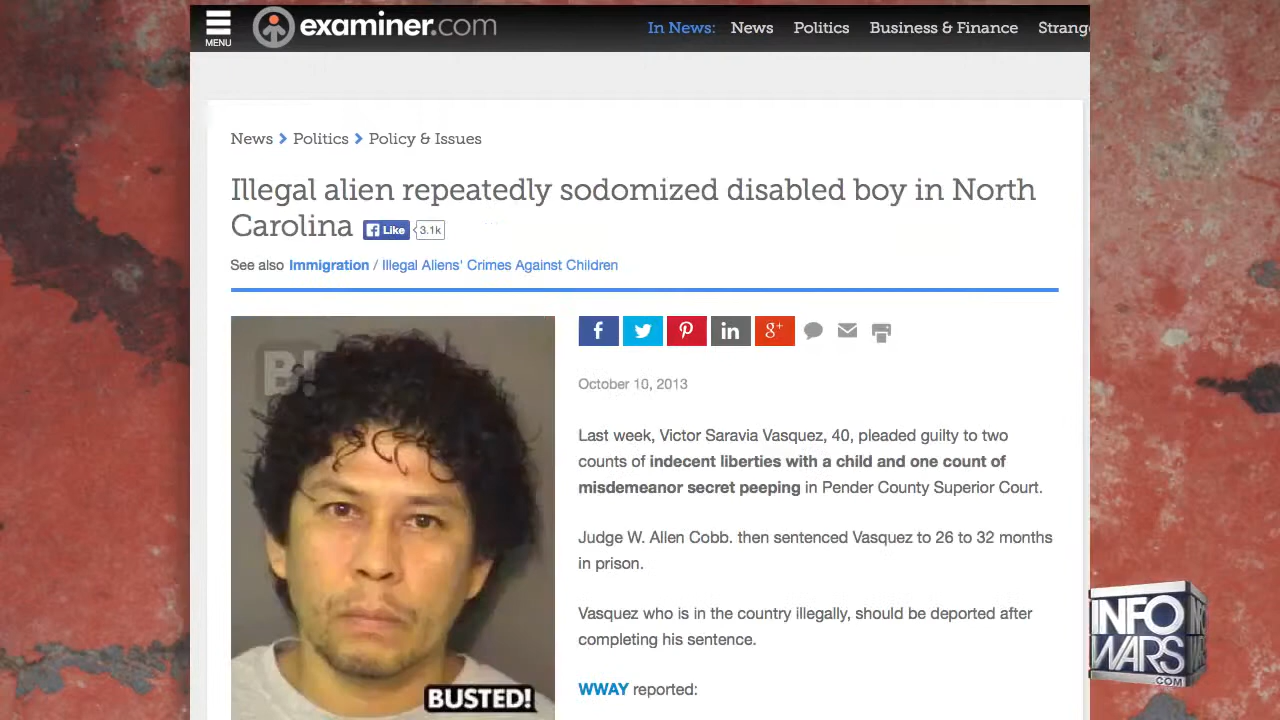 MENU
examiner.com
In News: News Politics Business & Finance Strang
News > Politics > Policy & Issues
Illegal alien repeatedly sodomized disabled boy in North
Carolina Like 3.1k
See also Immigration / Illegal Aliens' Crimes Against Children
B!
October 10, 2013
Last week, Victor Saravia Vasquez, 40, pleaded guilty to two
counts of indecent liberties with a child and one count of
misdemeanor secret peeping in Pender County Superior Court.
Judge W. Allen Cobb. then sentenced Vasquez to 26 to 32 months
in prison.
Vasquez who is in the country illegally, should be deported after
completing his sentence.
WWAY reported:
BUSTED!
INFO
WARS
.COM